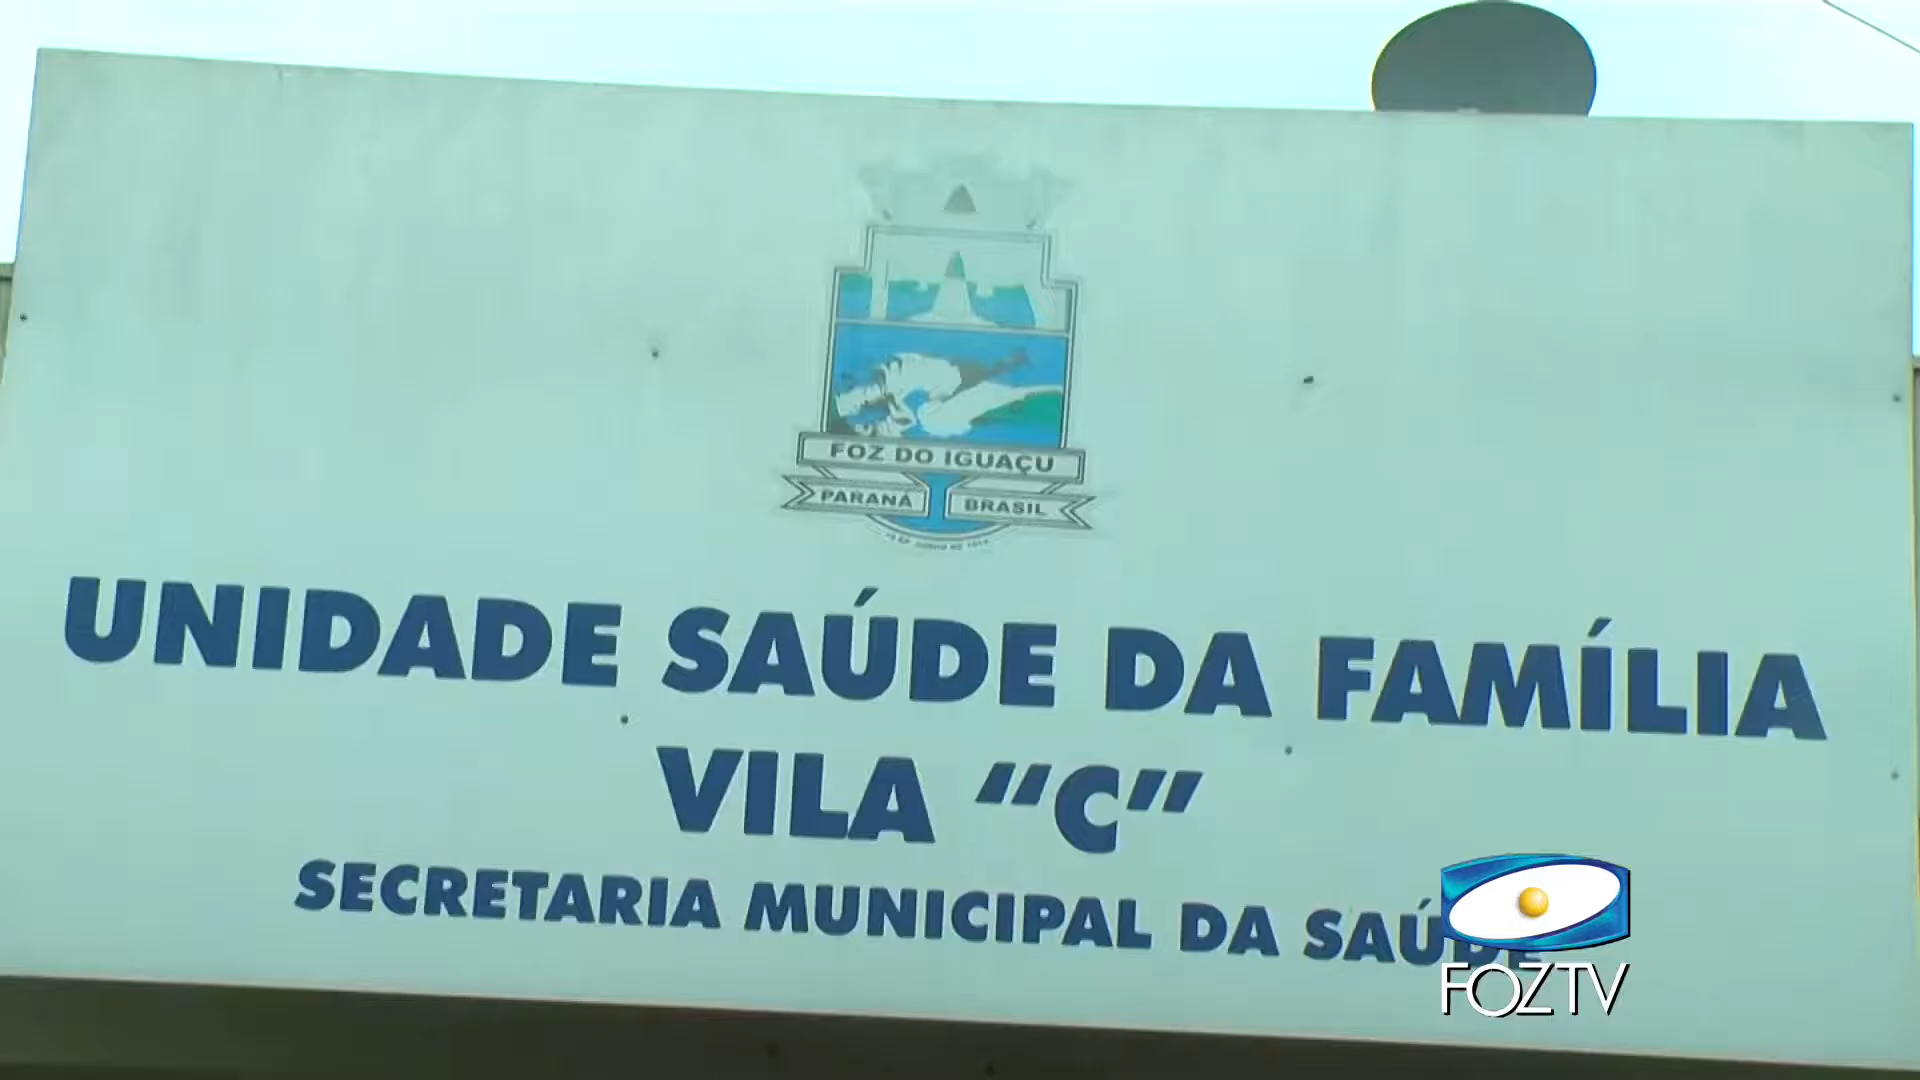 FOZ DO IGUAÇU
PARANÁ BRASIL
UNIDADE SAÚDE DA FAMÍLIA
VILA “C”
SECRETARIA MUNICIPAL DA SAÚDE
FOZTV